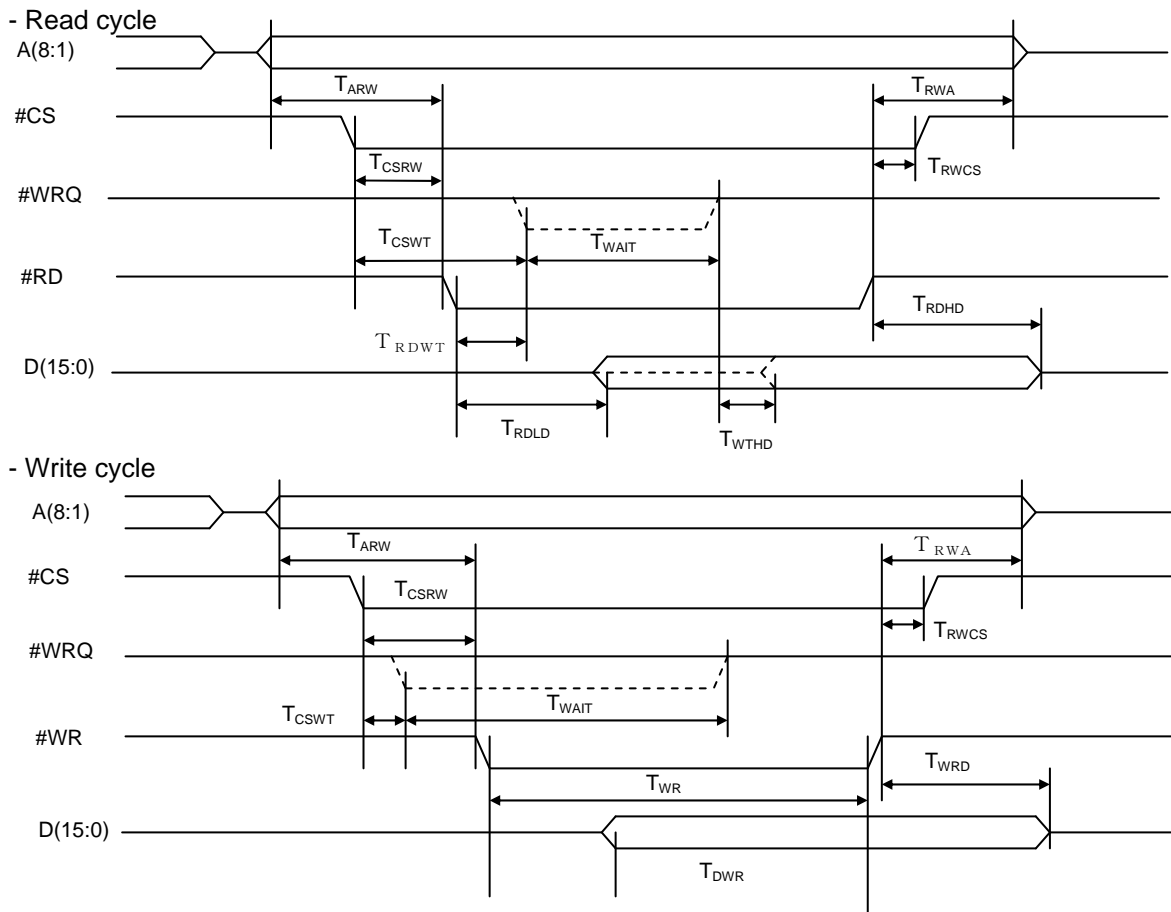 - Read cycle
A(8:1)
TARW
TRWA
#CS
TCSRW
TRWCS
#WRQ
TCSWT
TWAIT
#RD
TRDHD
TRDWT
D(15:0)
TRDLD
TWTHD
- Write cycle
A(8:1)
TARW
TRWA
#CS
TCSRW
TRWCS
#WRQ
TCSWT
TWAIT
#WR
TWRD
TWR
D(15:0)
TDWR